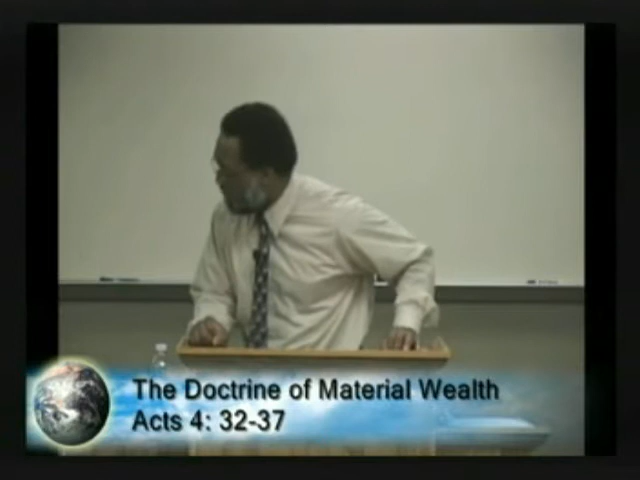 The Doctrine of Material Wealth
Acts 4: 32-37